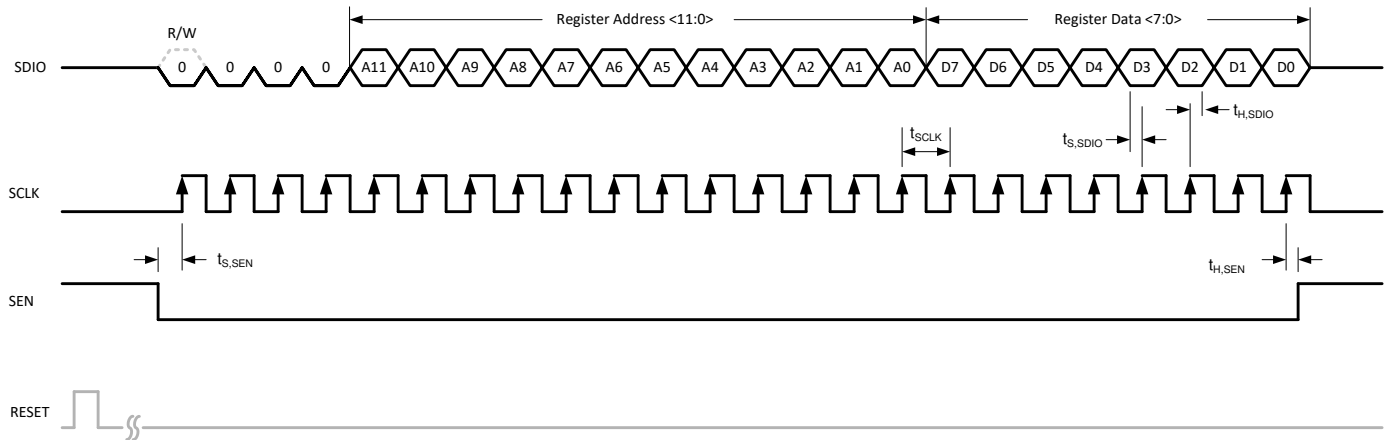 Register Address <11:0> Register Data <7:0>
R/W
SDIO 0 0 0 0 A11 A10 A9 A8 A7 A6 A5 A4 A3 A2 A1 A0 D7 D6 D5 D4 D3 D2 D1 D0
tH,SDIO
tSCLK tS,SDIO
SCLK
tS,SEN tH,SEN
SEN
RESET